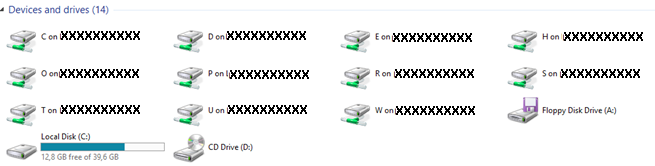 Devices and drives (14)
C on XXXXXXXXXX
D on XXXXXXXXXX
E on XXXXXXXXXX
H on XXXXXXXXXX
O on XXXXXXXXXX
P on XXXXXXXXXX
R on XXXXXXXXXX
S on XXXXXXXXXX
T on XXXXXXXXXX
U on XXXXXXXXXX
W on XXXXXXXXXX
Floppy Disk Drive (A:)
Local Disk (C:)
12,8 GB free of 39,6 GB
CD Drive (D:)